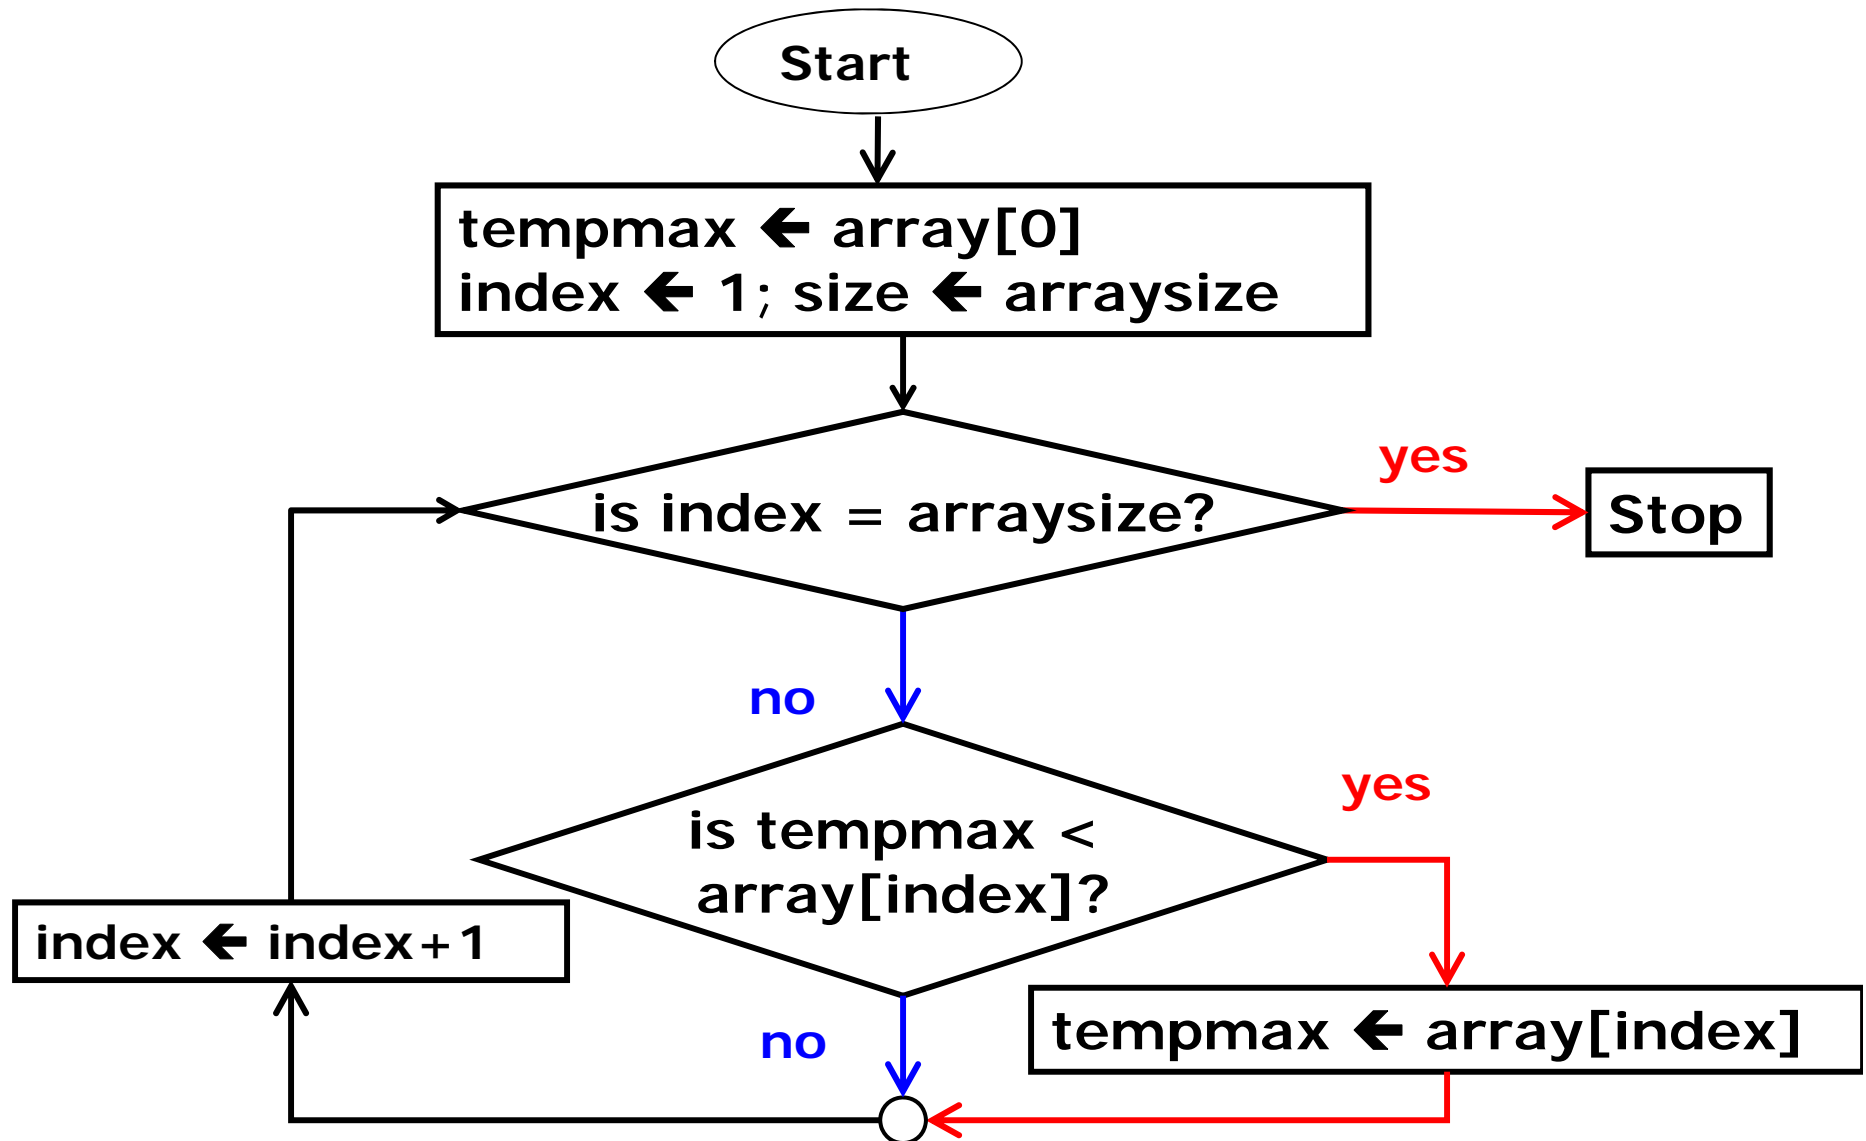 Start
tempmax 🡸 array[0]
index 🡸 1; size 🡸 arraysize
is index = arraysize?
yes
Stop
no
is tempmax <
array[index]?
yes
index 🡸 index+1
no
tempmax 🡸 array[index]